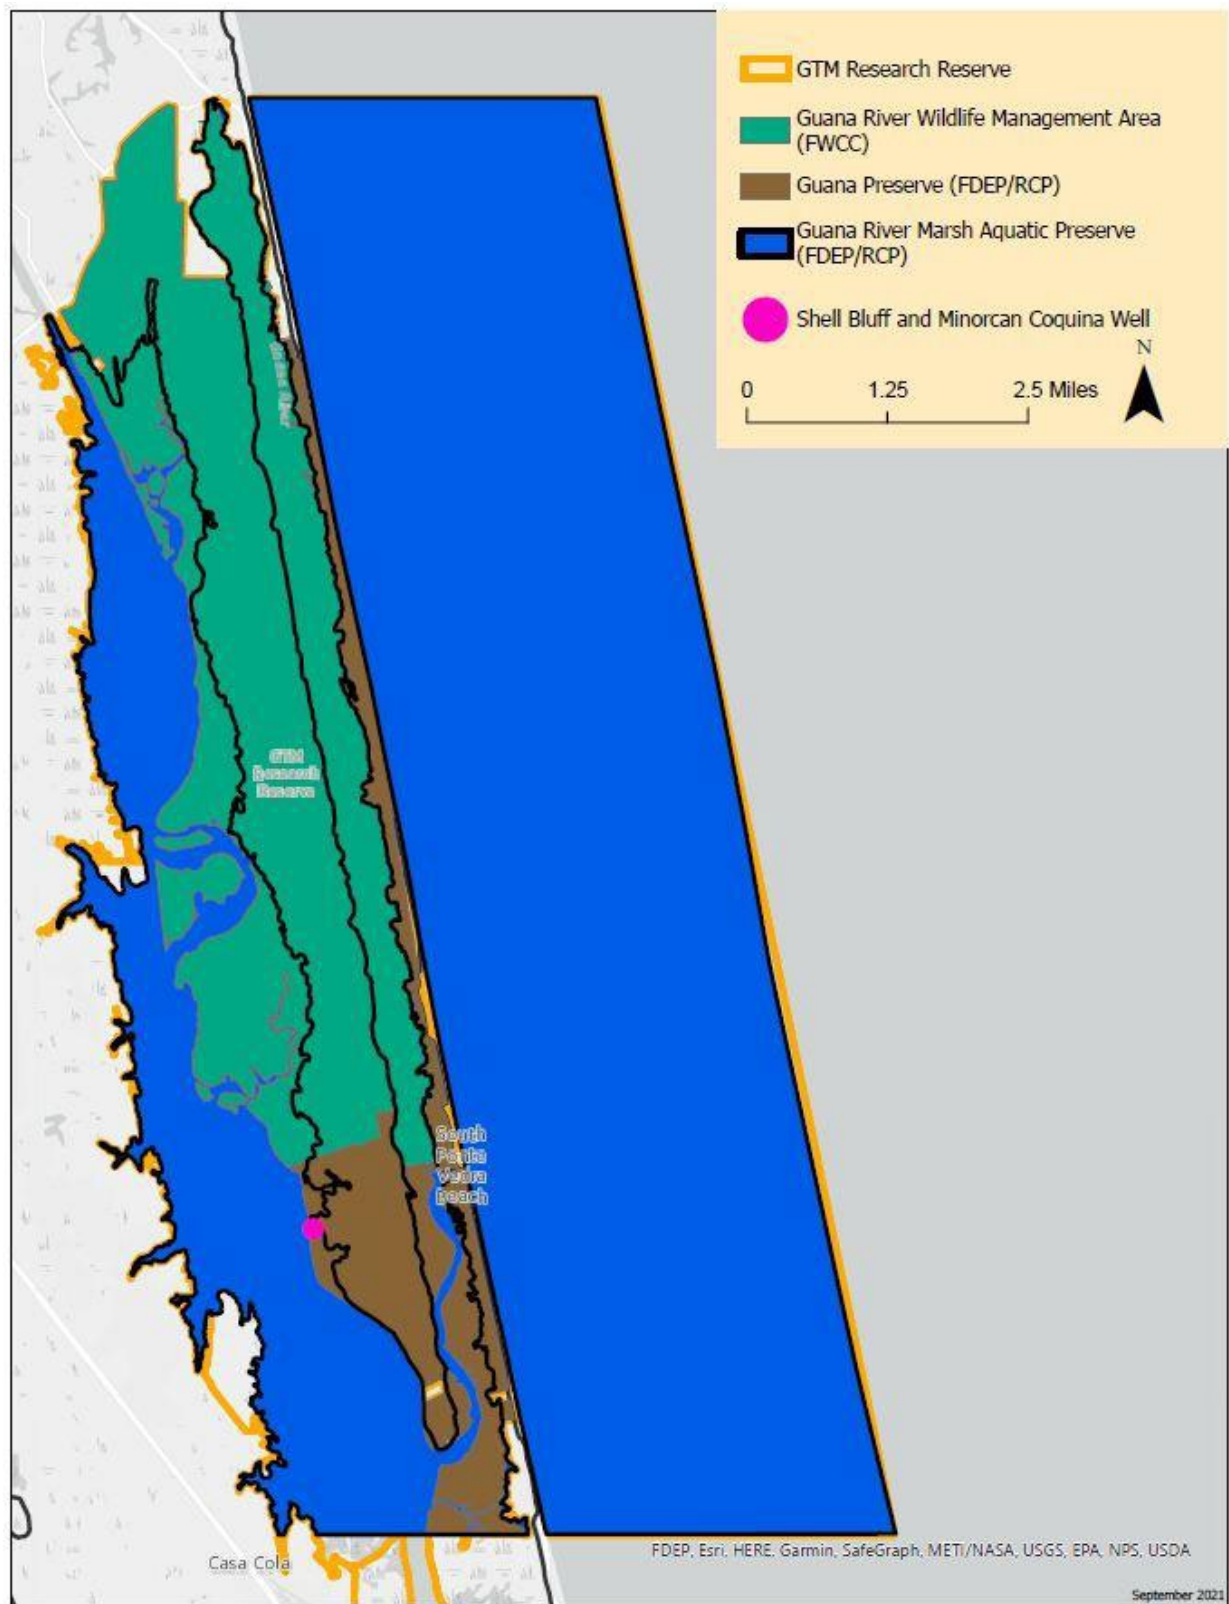 GTM Research Reserve
Guana River Wildlife Management Area
(FWCC)
Guana Preserve (FDEP/RCP)
Guana River Marsh Aquatic Preserve
(FDEP/RCP)
Shell Bluff and Minorcan Coquina Well
N
0 1.25 2.5 Miles
GTM
Research
Reserve
South
Ponte
Vedra
Beach
Casa Cola
FDEP, Esri, HERE, Garmin, SafeGraph, METI/NASA, USGS, EPA, NPS, USDA
September 2021